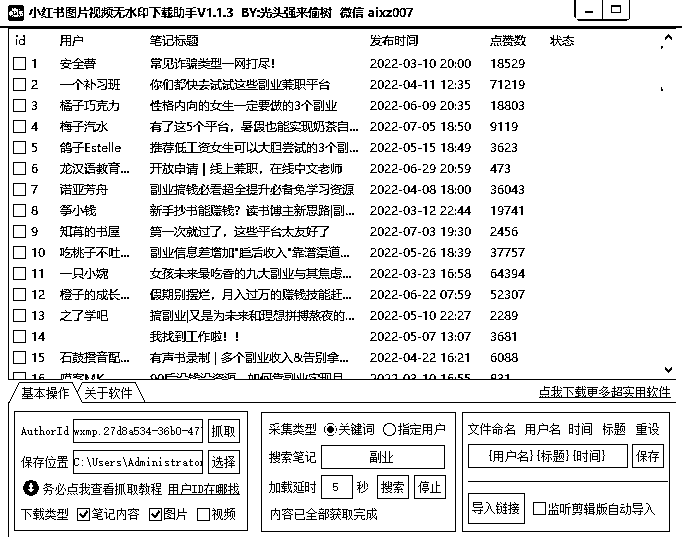 小红书图片视频无水印下载助手V1.1.3 BY:光头强来偷树 微信 aixz007
id 用户 笔记标题 发布时间 点赞数 状态
1 安全菅 常见诈骗类型一网打尽！ 2022-03-10 20:00 18529
2 一个补习班 你们都快去试试这些副业兼职平台 2022-04-11 12:35 71219
3 橘子巧克力 性格内向的女生一定要做的3个副业 2022-06-09 20:35 18803
4 梅子汽水 有了这5个平台，暑假也能实现奶茶自... 2022-07-05 18:50 9119
5 鸽子Estelle 推荐低工资女生可以大胆尝试的3个副... 2022-05-15 18:49 3623
6 龙汉语教育... 开放申请 | 线上兼职，在线中文老师 2022-06-29 20:59 473
7 诺亚芳舟 副业搞钱必看超全提升必备免学习资源 2022-04-08 18:00 36043
8 筝小钱 新手抄书能赚钱？读书博主新思路|副... 2022-03-12 22:44 19741
9 知苒的书屋 第一次就过了，这些平台太友好了 2022-07-03 19:30 2456
10 吃桃子不吐... 副业信息差增加"睡后收入"靠谱渠道... 2022-05-26 18:39 37757
11 一只小婉 女孩未来最吃香的九大副业与其焦虑... 2022-03-23 16:58 64394
12 橙子的成长... 假期别摆烂，月入过万的赚钱技能赶... 2022-06-22 07:59 52307
13 之了学吧 搞副业|又是为未来和理想拼搏熬夜的... 2022-05-10 22:27 2289
14 我找到工作啦！！ 2022-05-07 13:07 3681
15 石鼓捏音配... 有声书录制 | 多个副业收入&告别拿... 2022-04-22 16:21 6088
16 2022-03-10 16:55 831
基本操作 关于软件 点我下载更多超实用软件
AuthorId wxmp.27d8a534-36b0-47 抓取
保存位置 C:\Users\Administrator 选择
务必点我查看抓取教程 用户ID在哪找
下载类型 笔记内容 图片 视频
采集类型 关键词 指定用户
搜索笔记 副业
加载延时 5 秒 搜索 停止
内容已全部获取完成
文件命名 用户名 时间 标题 重设
{用户名}{标题}{时间} 保存
导入链接 监听剪辑版自动导入